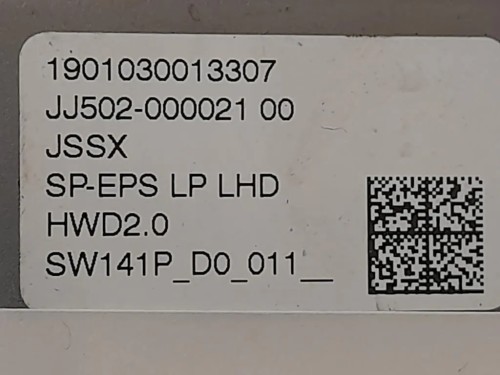 1901030013307
JJ502-000021 00
JSSX
SP-EPS LP LHD
HWD2.0
SW141P_D0_011__